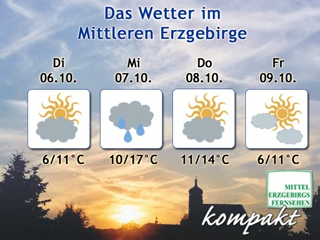 Das Wetter im
Mittleren Erzgebirge
Di Mi Do Fr
06.10. 07.10. 08.10. 09.10.
6/11°C 10/17°C 11/14°C 6/11°C
MITTEL
ERZGEBIRGS
FERNSEHEN
kompakt